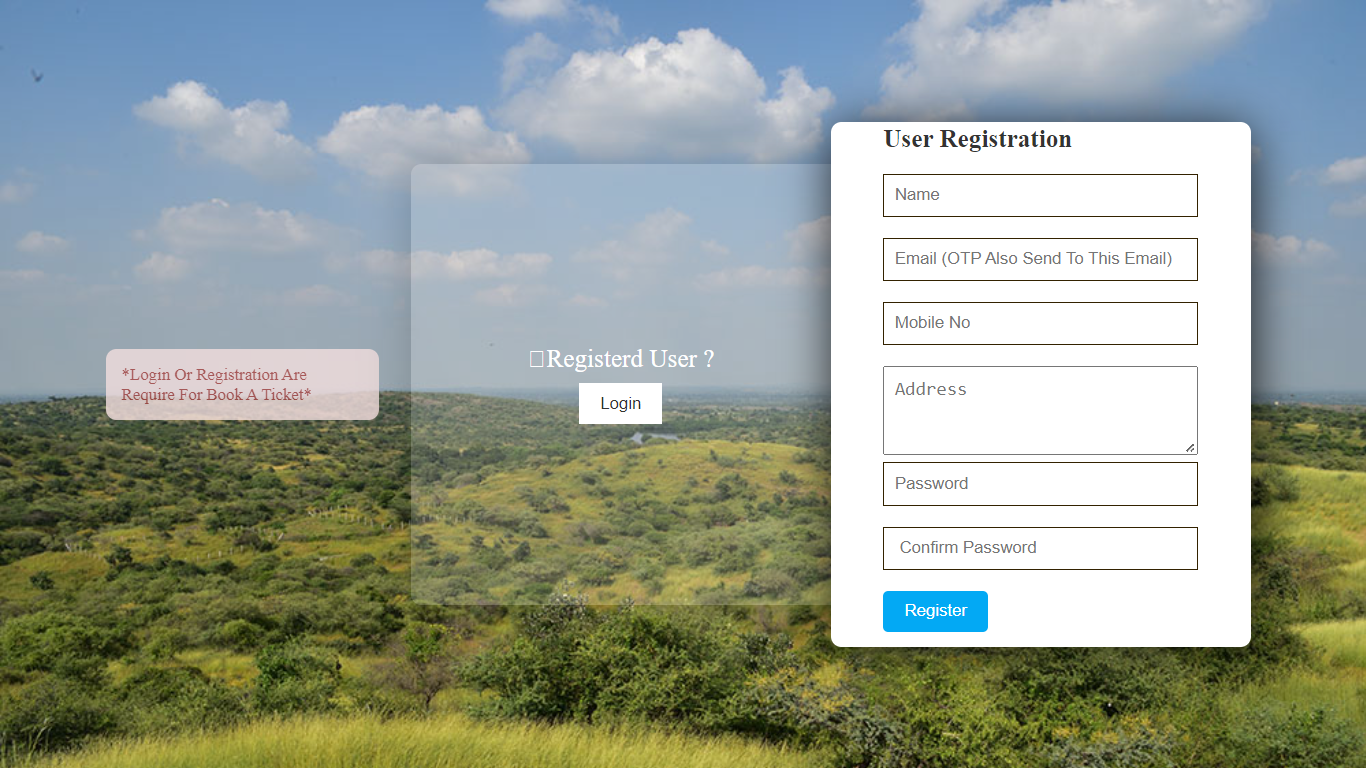 *Login Or Registration Are
Require For Book A Ticket*
Registerd User ?
Login
User Registration
Name
Email (OTP Also Send To This Email)
Mobile No
Address
Password
Confirm Password
Register